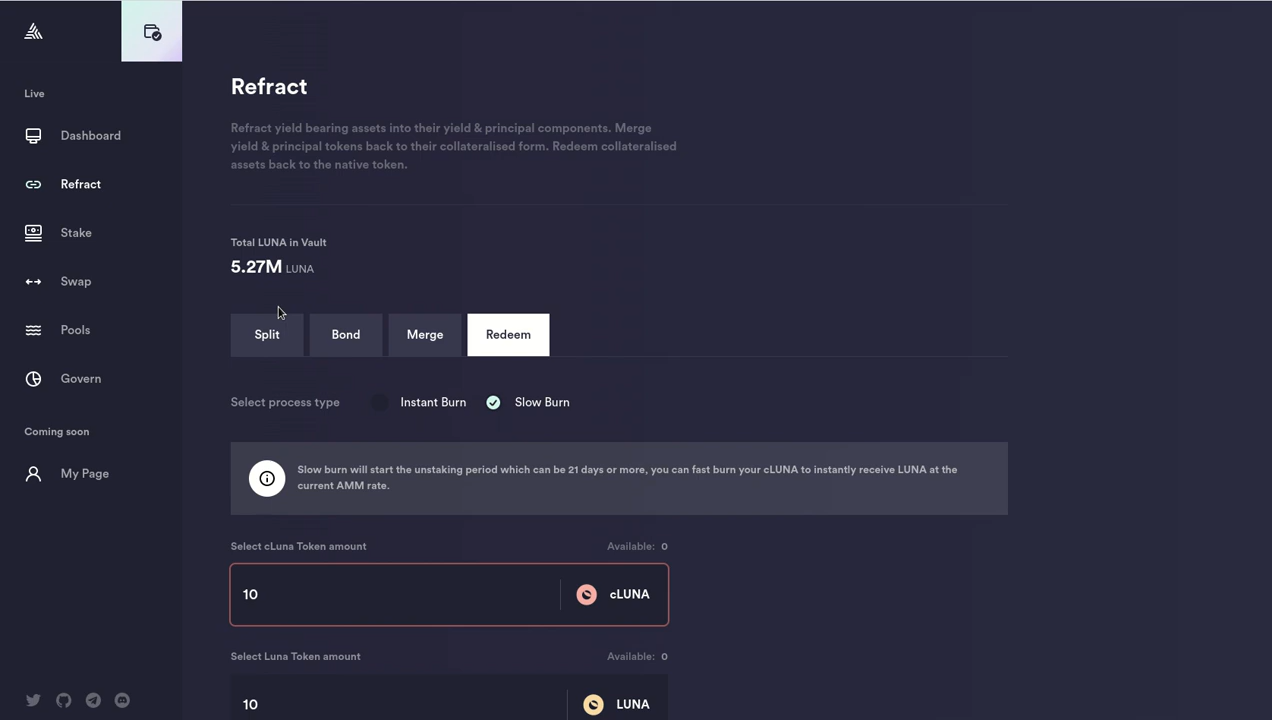 Live
Dashboard
Refract
Stake
Swap
Pools
Govern
Coming soon
My Page
Refract
Refract yield bearing assets into their yield & principal components. Merge
yield & principal tokens back to their collateralised form. Redeem collateralised
assets back to the native token.
Total LUNA in Vault
5.27M LUNA
Split Bond Merge Redeem
Select process type Instant Burn Slow Burn
Slow burn will start the unstaking period which can be 21 days or more, you can fast burn your cLUNA to instantly receive LUNA at the
current AMM rate.
Select cLuna Token amount Available: 0
10 cLUNA
Select Luna Token amount Available: 0
10 LUNA